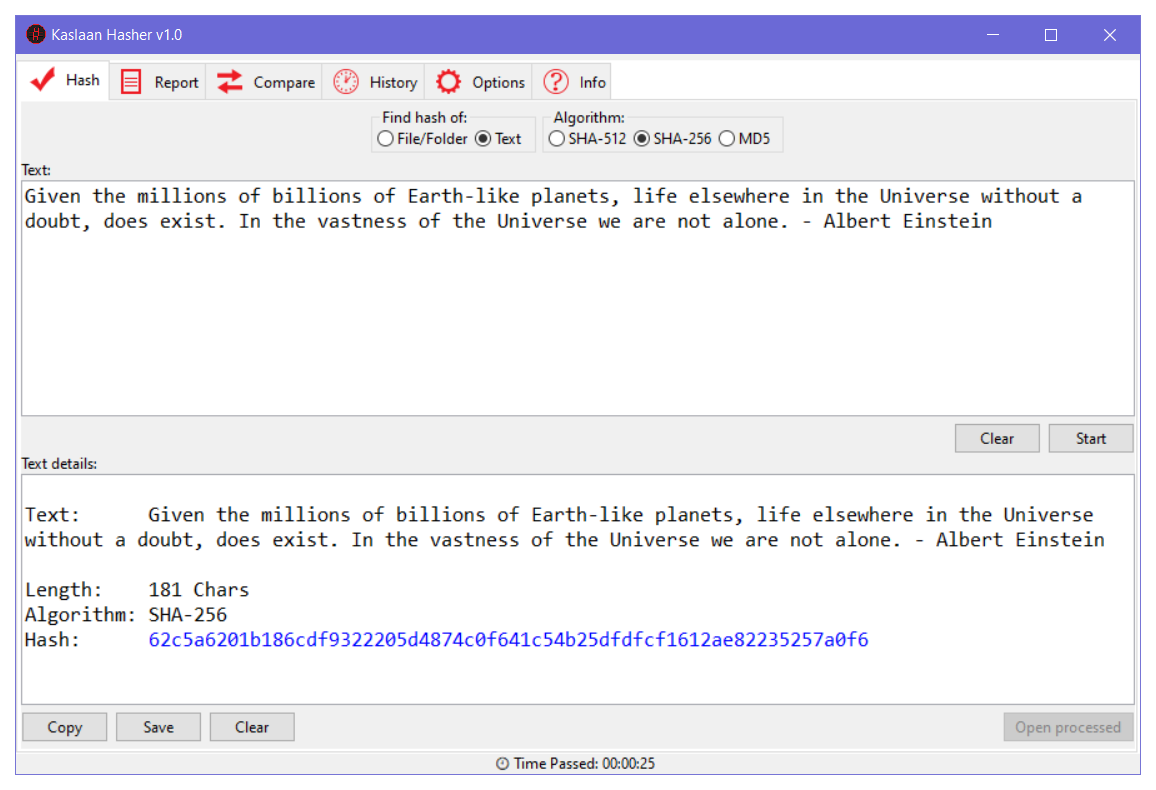 Kaslaan Hasher v1.0
Hash Report Compare History Options Info
Find hash of: Algorithm:
File/Folder Text SHA-512 SHA-256 MD5
Text:
Given the millions of billions of Earth-like planets, life elsewhere in the Universe without a
doubt, does exist. In the vastness of the Universe we are not alone. - Albert Einstein
Clear Start
Text details:
Text: Given the millions of billions of Earth-like planets, life elsewhere in the Universe
without a doubt, does exist. In the vastness of the Universe we are not alone. - Albert Einstein
Length: 181 Chars
Algorithm: SHA-256
Hash: 62c5a6201b186cdf9322205d4874c0f641c54b25dfdfcf1612ae82235257a0f6
Copy Save Clear Open processed
Time Passed: 00:00:25